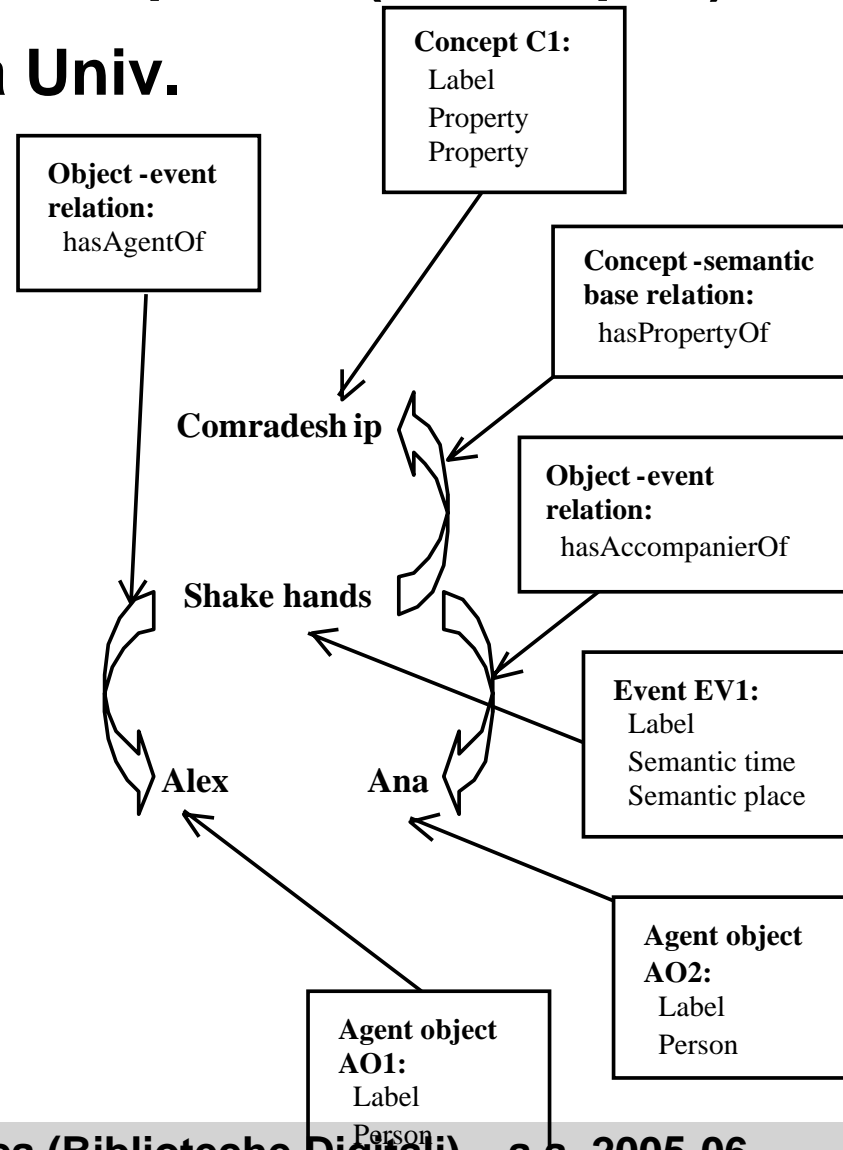 a Univ.
Concept C1:
Label
Property
Property
Object -event
relation:
hasAgentOf
Concept -semantic
base relation:
hasPropertyOf
Comradesh ip
Object -event
relation:
hasAccompanierOf
Shake hands
Event EV1:
Label
Semantic time
Semantic place
Alex
Ana
Agent object
AO2:
Label
Person
Agent object
AO1:
Label
Person
(Biblioteche Digitali) – a.a. 2005-06